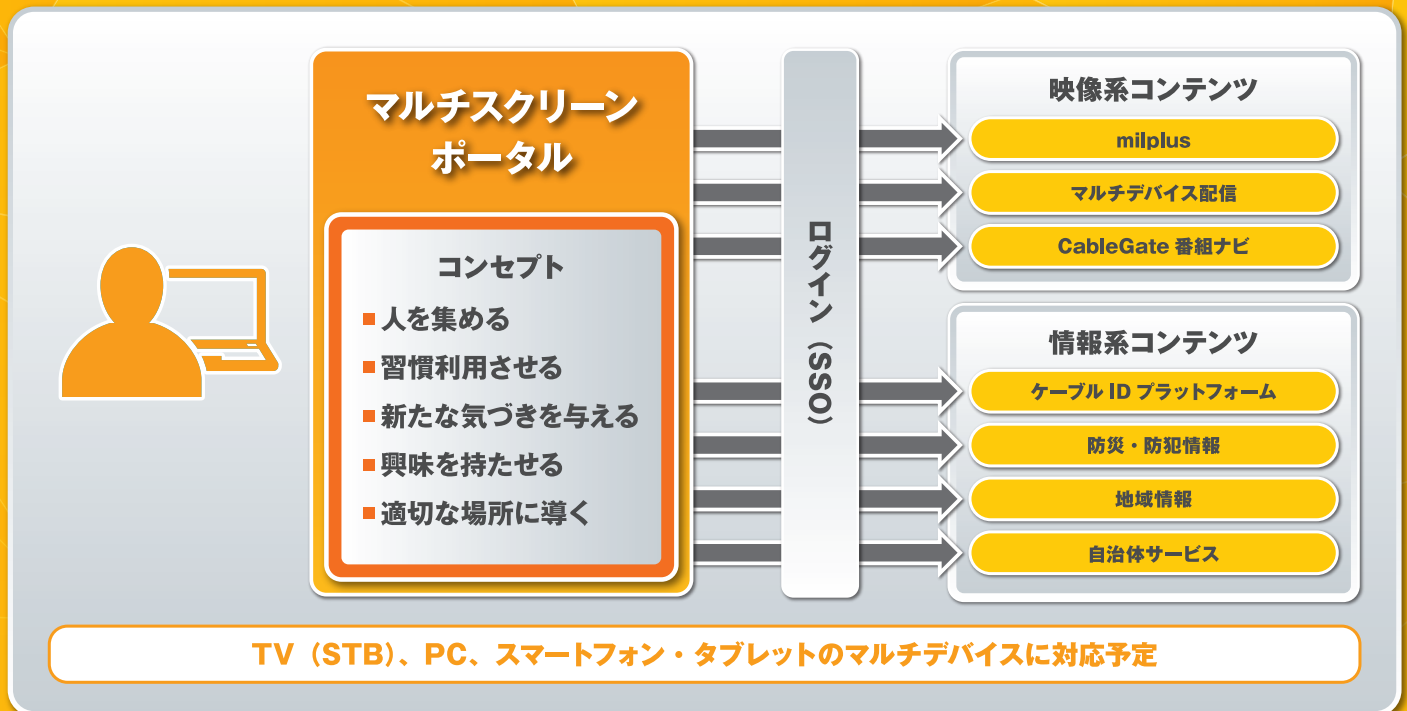 マルチスクリーン
ポータル
コンセプト
人を集める
習慣利用させる
新たな気づきを与える
興味を持たせる
適切な場所に導く
ログイン（SSO）
映像系コンテンツ
milplus
マルチデバイス配信
CableGate 番組ナビ
情報系コンテンツ
ケーブル ID プラットフォーム
防災・防犯情報
地域情報
自治体サービス
TV（STB）、PC、スマートフォン・タブレットのマルチデバイスに対応予定